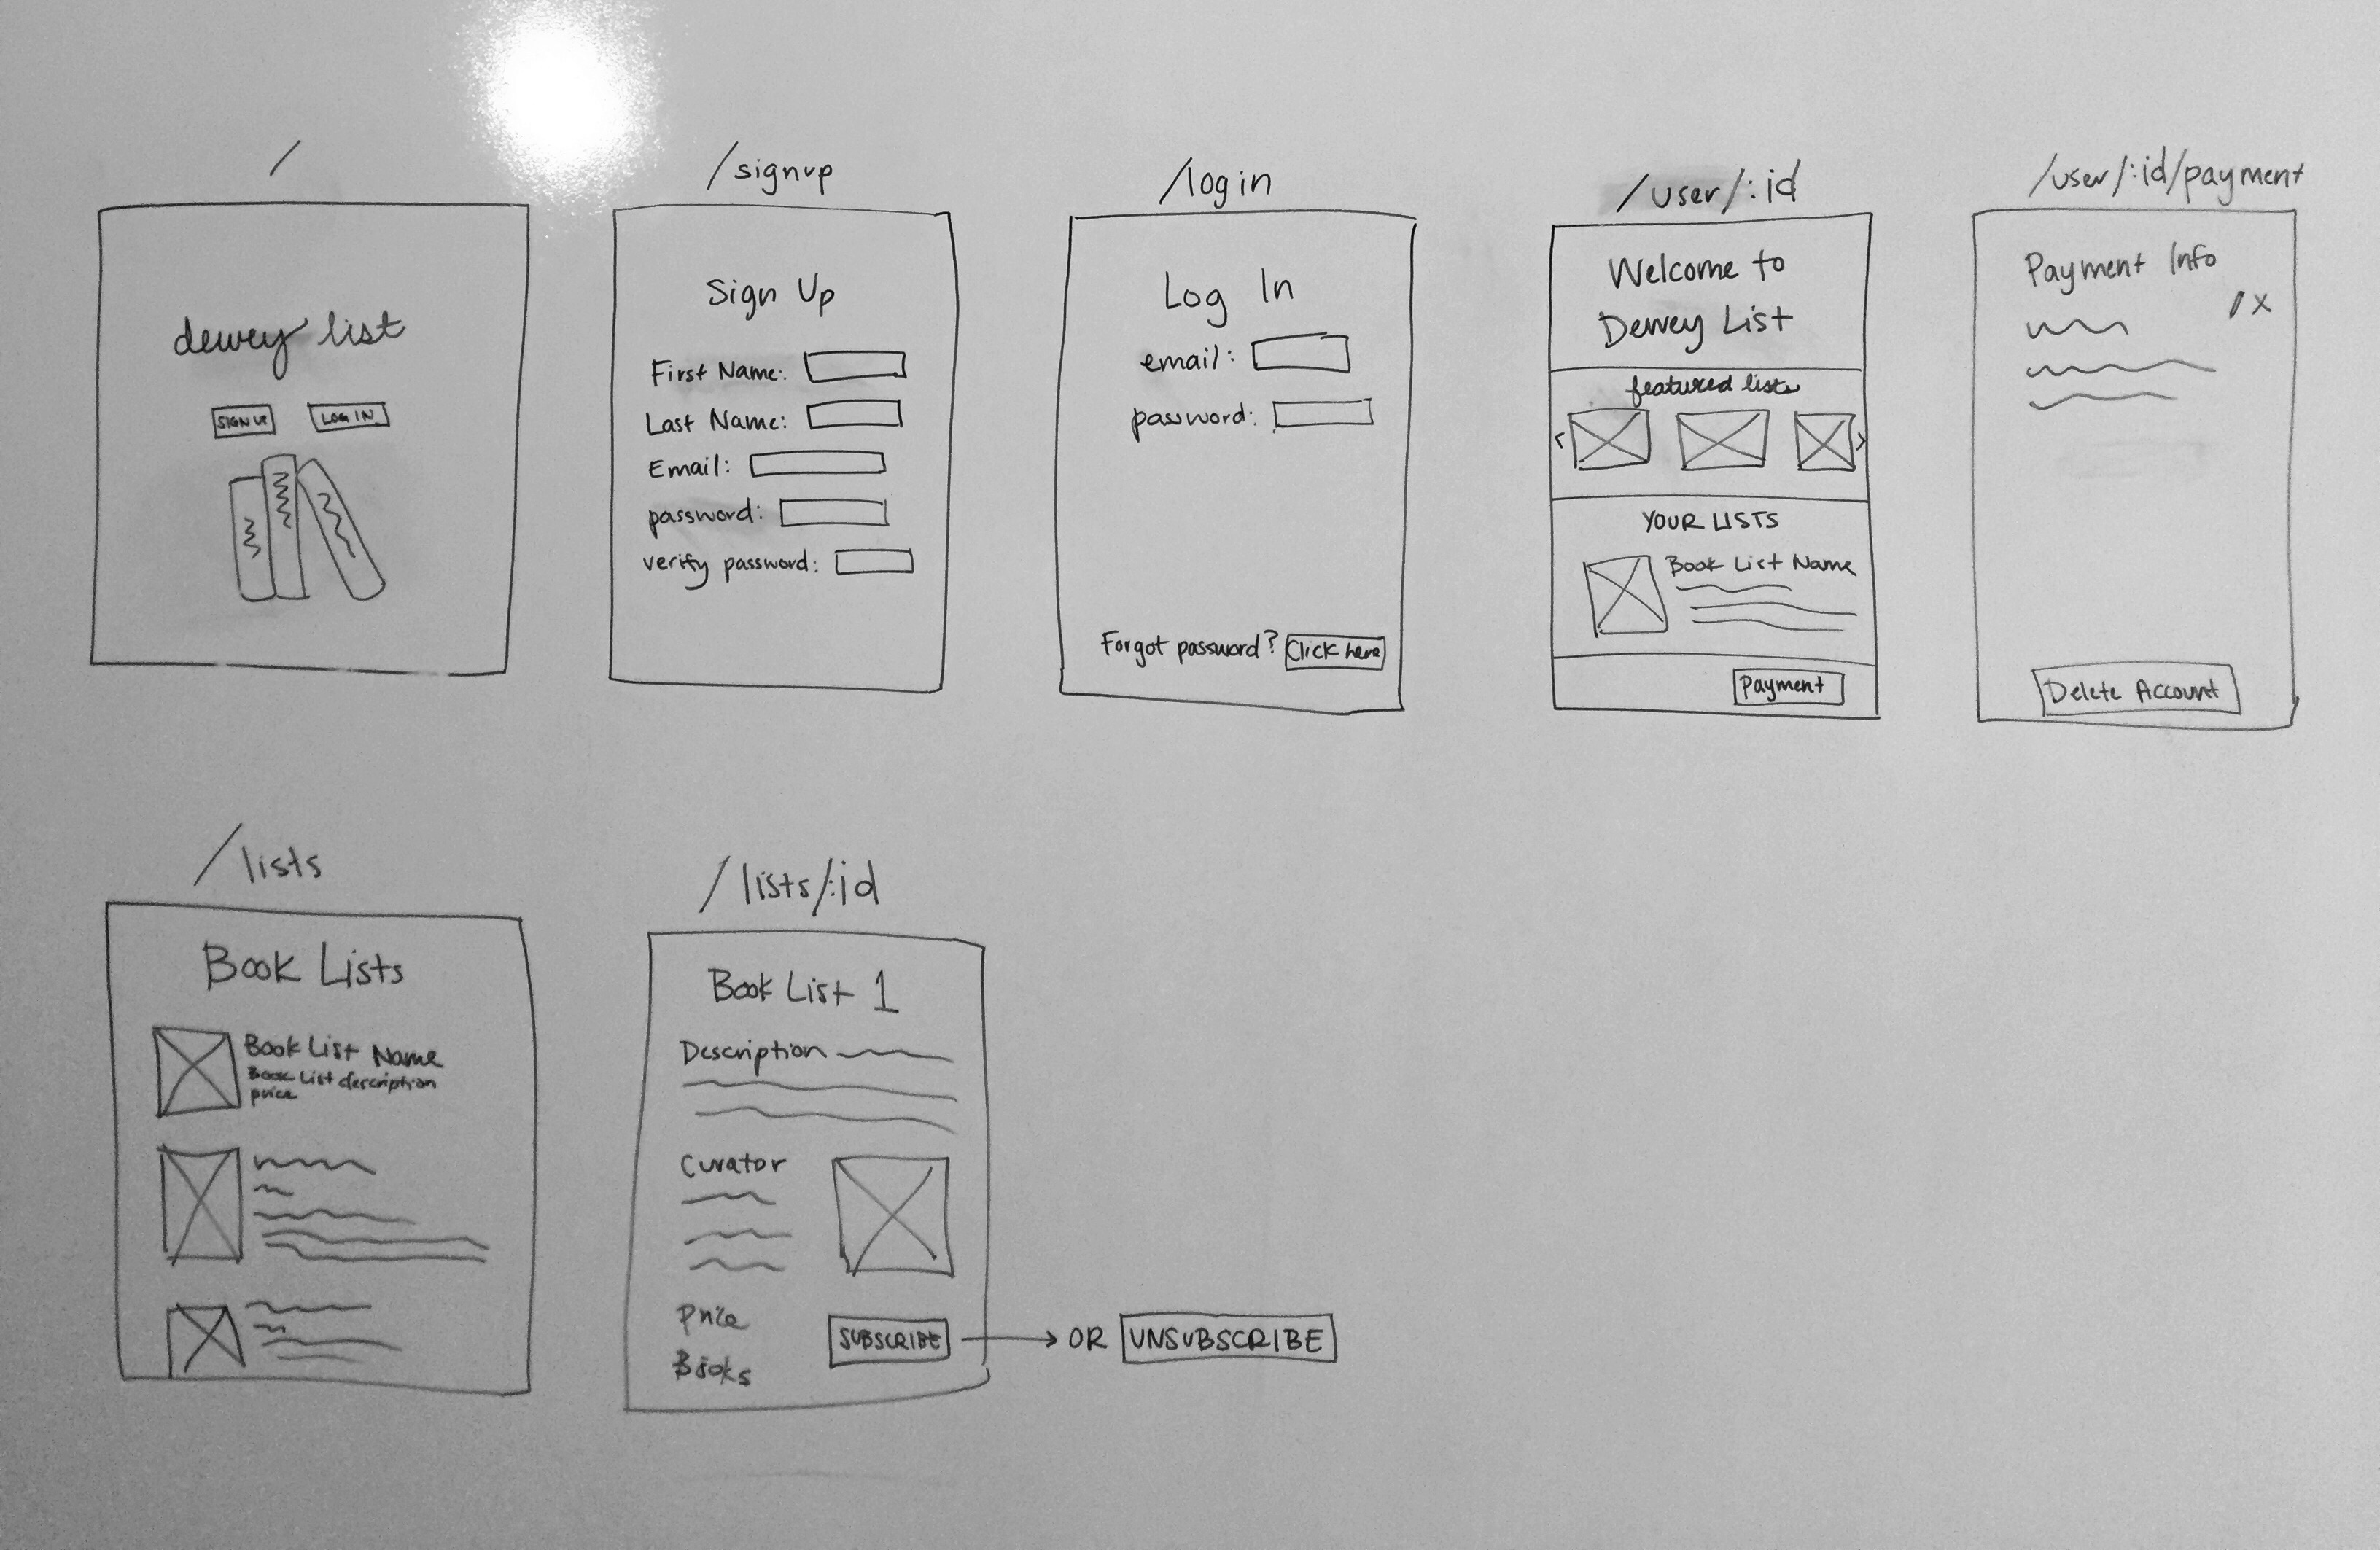 /
dewey list
SIGN UP LOG IN
/signup
Sign Up
First Name:
Last Name:
Email:
password:
verify password:
/login
Log In
email:
password:
Forgot password? Click here
/user/:id
Welcome to
Dewey List
featured lists
< >
YOUR LISTS
Book List Name
Payment
/user/:id/payment
Payment Info
X
Delete Account
/lists
Book Lists
Book List Name
Book List description
price
/lists/:id
Book List 1
Description
Curator
Price
SUBSCRIBE → OR UNSUBSCRIBE
Books